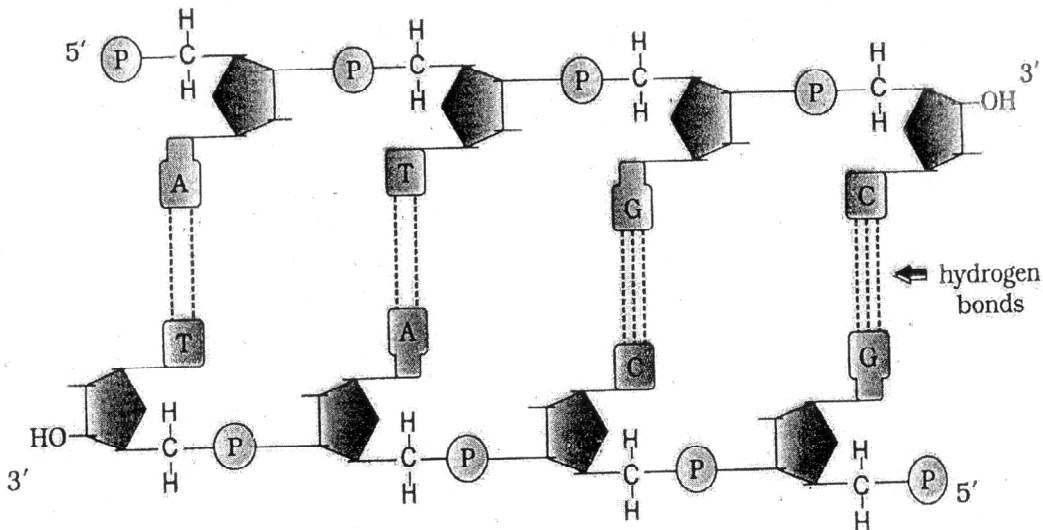 H H H H
5′ P C P C P C P C 3′
H H H H OH
A T G C
hydrogen
bonds
T A C G
H H H H
HO C P C P C P C P 5′
3′ H H H H